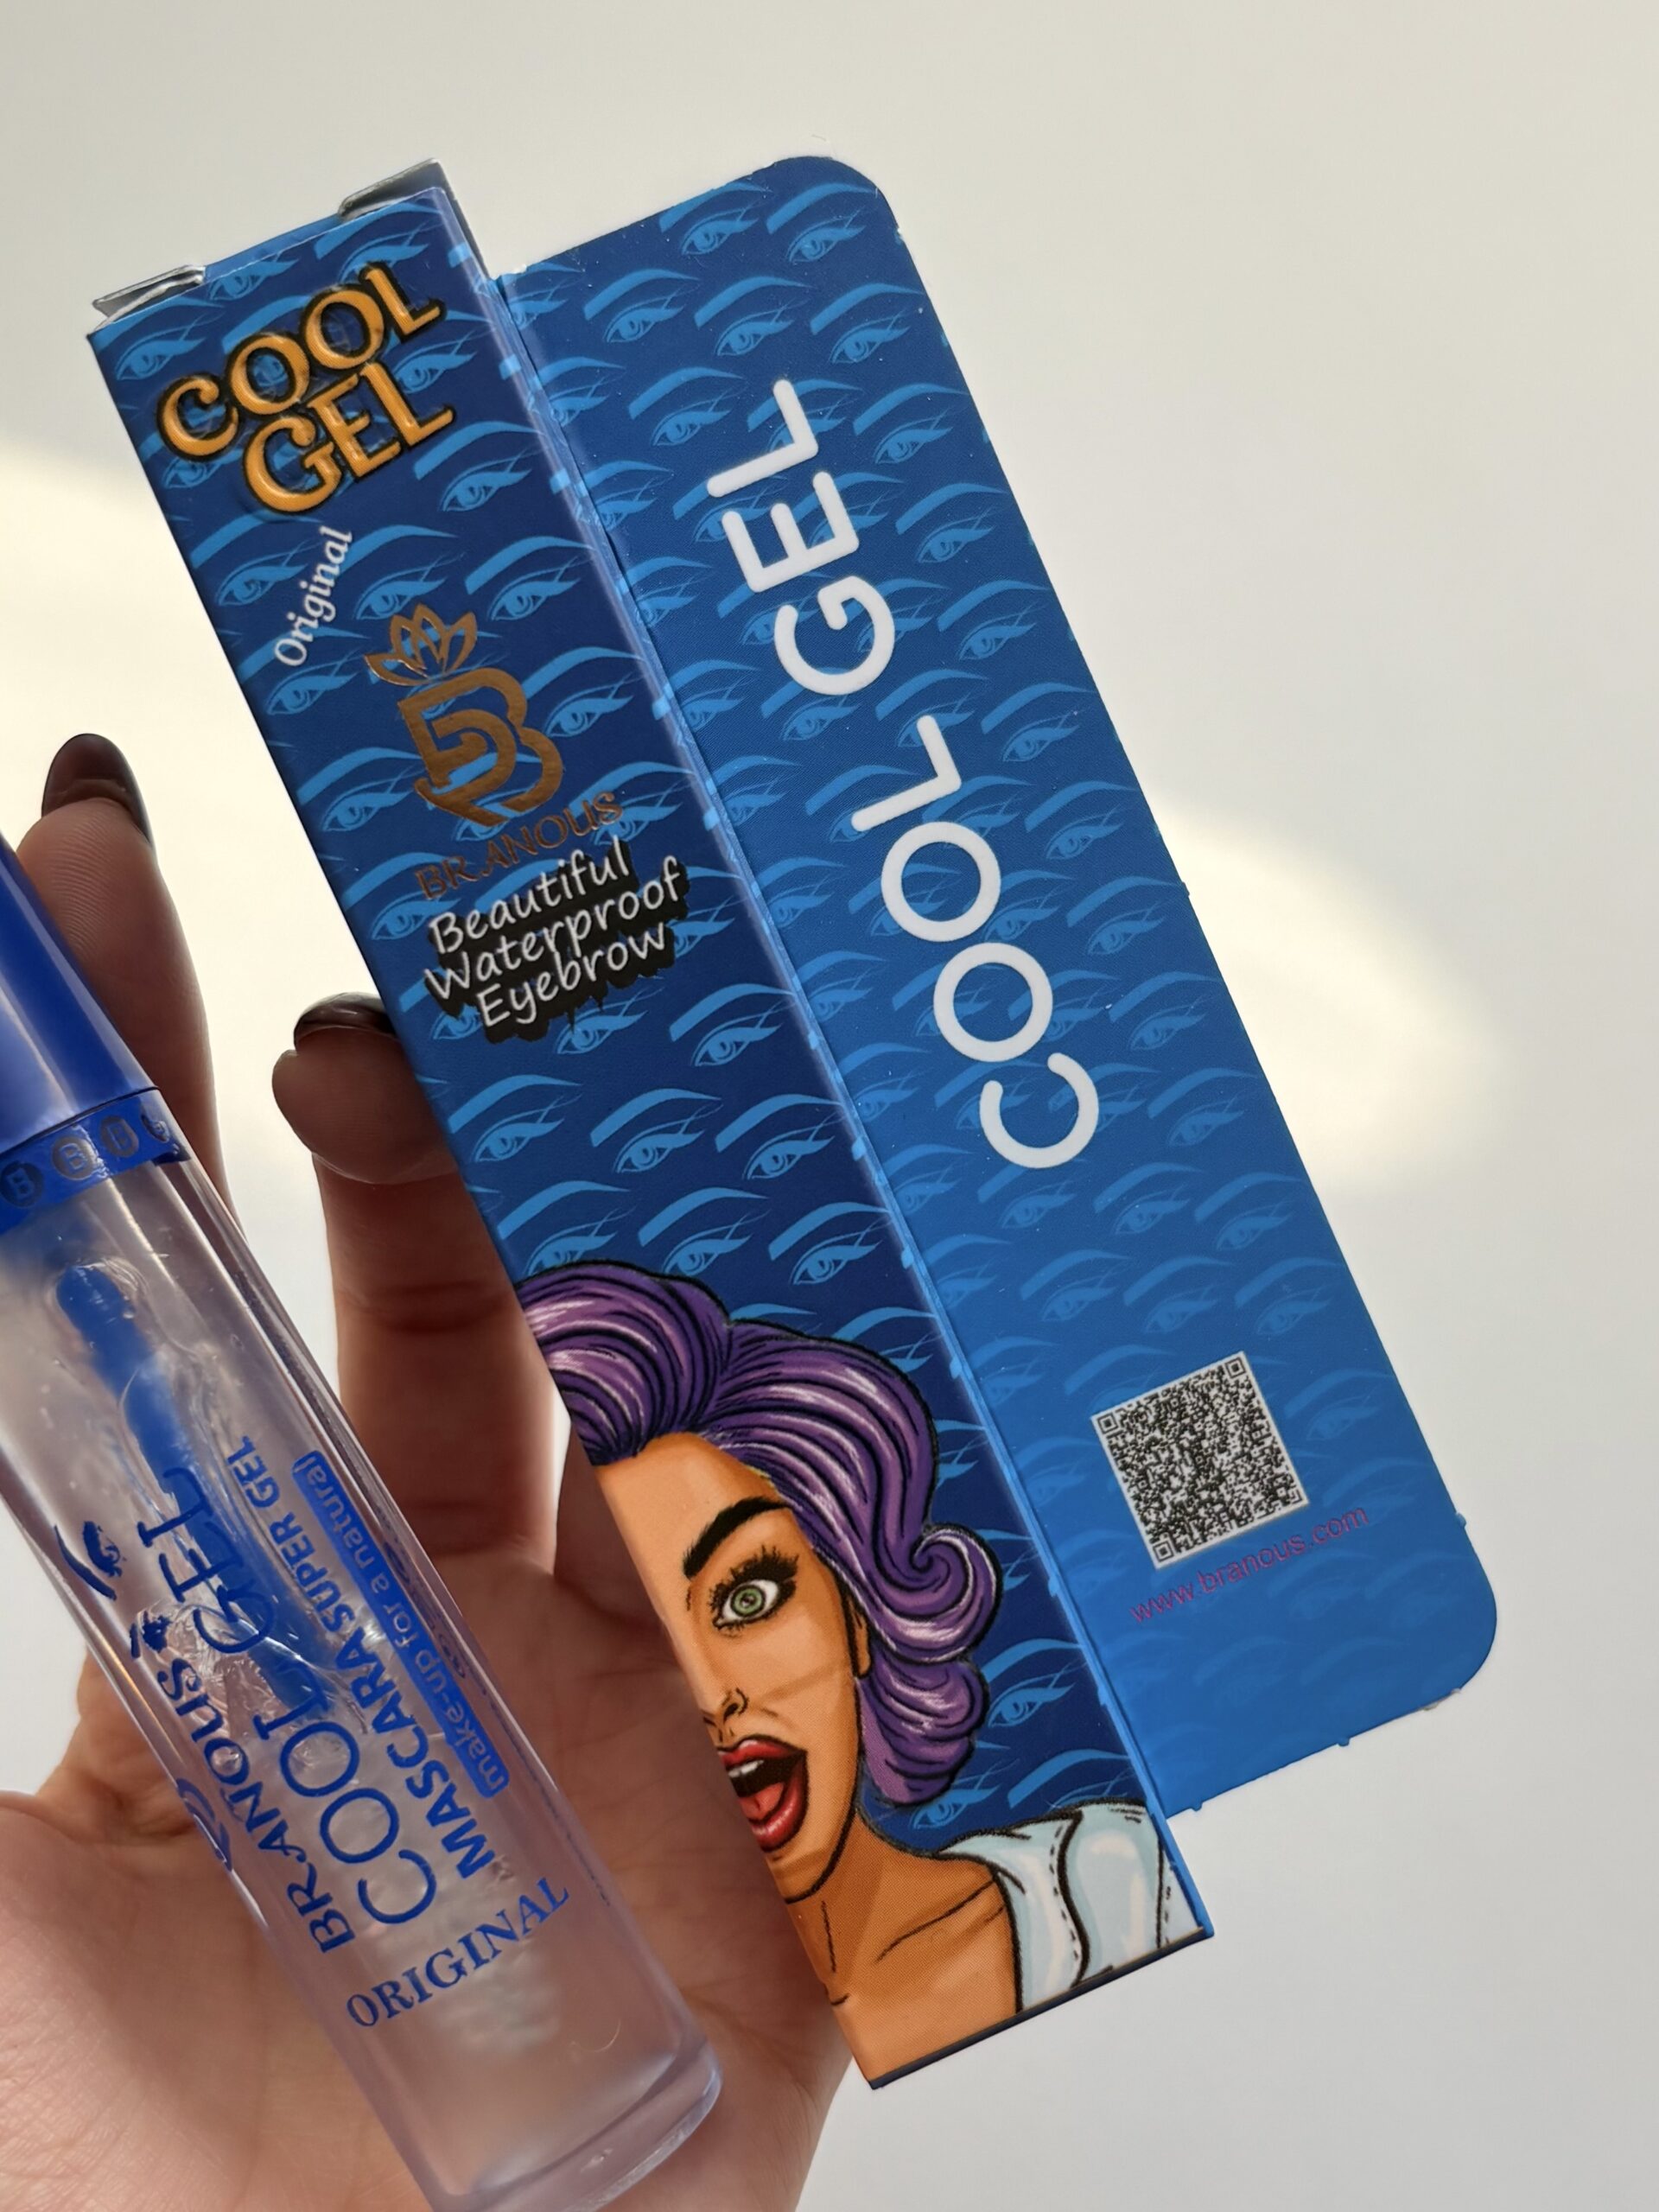 COOL
GEL
Original
BRANOUS
Beautiful
Waterproof
Eyebrow
COOL GEL
www.branous.com
BRANOUS
COOL GEL
MASCARA SUPER GEL
make-up for a natural
ORIGINAL